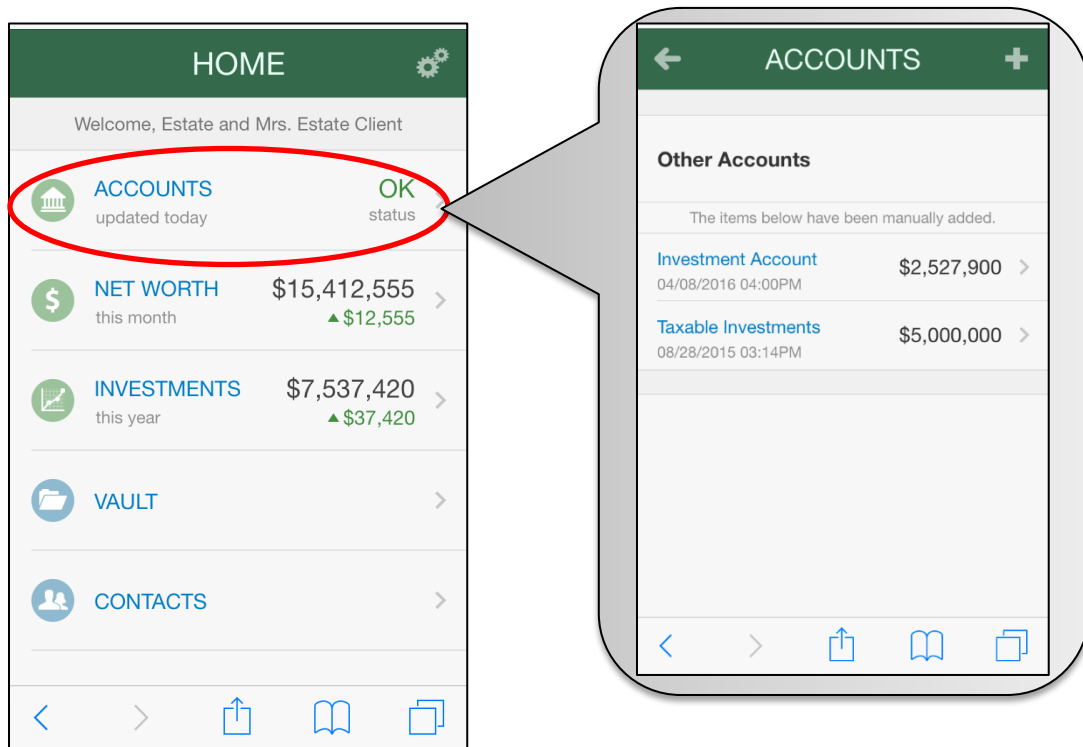 HOME
Welcome, Estate and Mrs. Estate Client
ACCOUNTS OK
updated today status
NET WORTH $15,412,555
this month ▲$12,555
INVESTMENTS $7,537,420
this year ▲$37,420
VAULT
CONTACTS
ACCOUNTS
Other Accounts
The items below have been manually added.
Investment Account $2,527,900
04/08/2016 04:00PM
Taxable Investments $5,000,000
08/28/2015 03:14PM